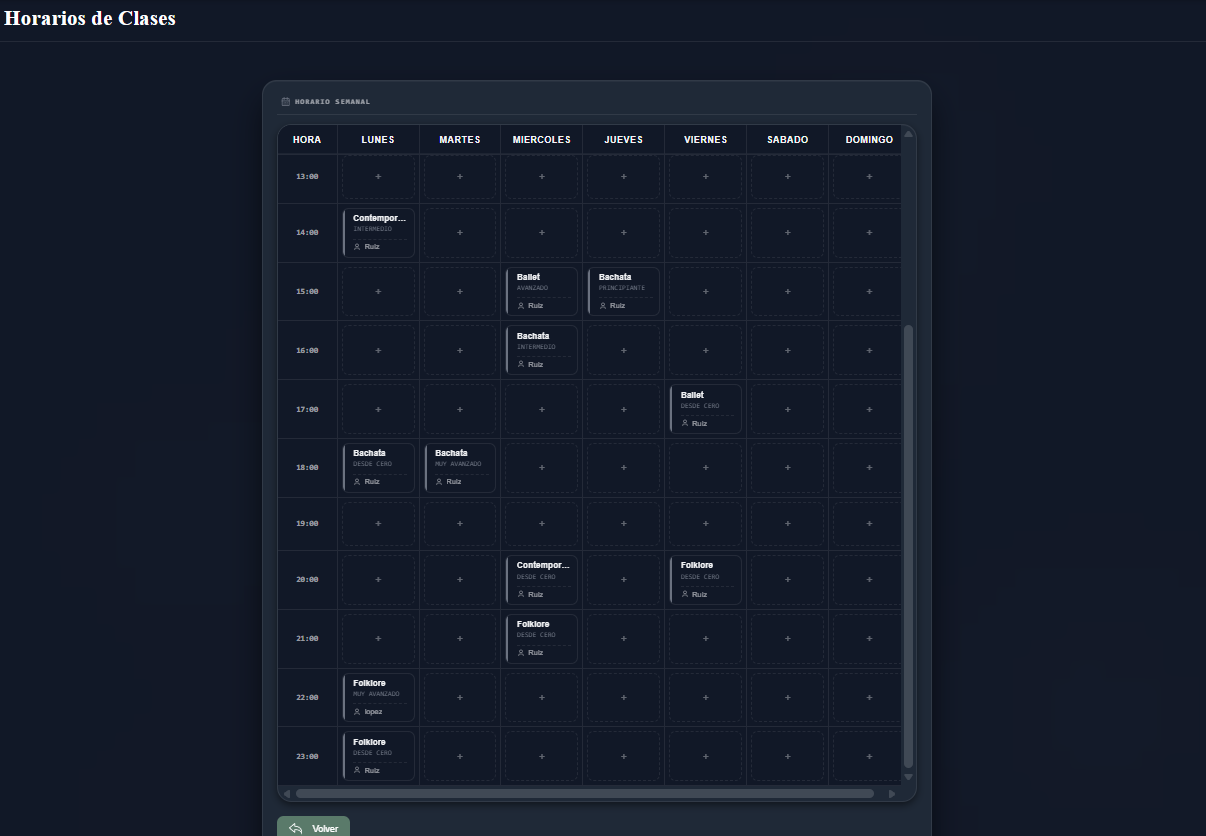 Horarios de Clases
HORARIO SEMANAL
HORA LUNES MARTES MIERCOLES JUEVES VIERNES SABADO DOMINGO
13:00 + + + + + + +
14:00 Contempor... + + + + + +
INTERMEDIO
Ruiz
15:00 + + Ballet Bachata + + +
AVANZADO PRINCIPIANTE
Ruiz Ruiz
16:00 + + Bachata + + + +
INTERMEDIO
Ruiz
17:00 + + + + Ballet + +
DESDE CERO
Ruiz
18:00 Bachata Bachata + + + + +
DESDE CERO MUY AVANZADO
Ruiz Ruiz
19:00 + + + + + + +
20:00 + + Contempor... + Folklore + +
DESDE CERO DESDE CERO
Ruiz Ruiz
21:00 + + Folklore + + + +
DESDE CERO
Ruiz
22:00 Folklore + + + + + +
MUY AVANZADO
lopez
23:00 Folklore + + + + + +
DESDE CERO
Ruiz
Volver